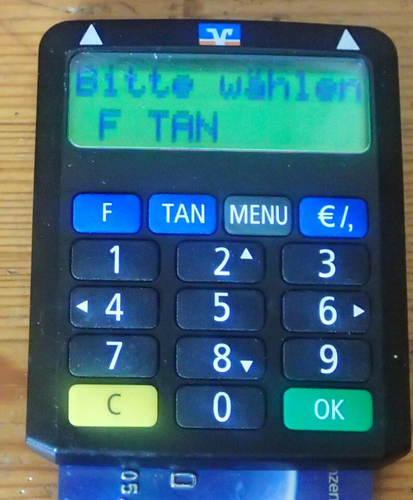 Bitte wählen
F TAN
F TAN MENU €/,
1 2 3
4 5 6
7 8 9
C 0 OK